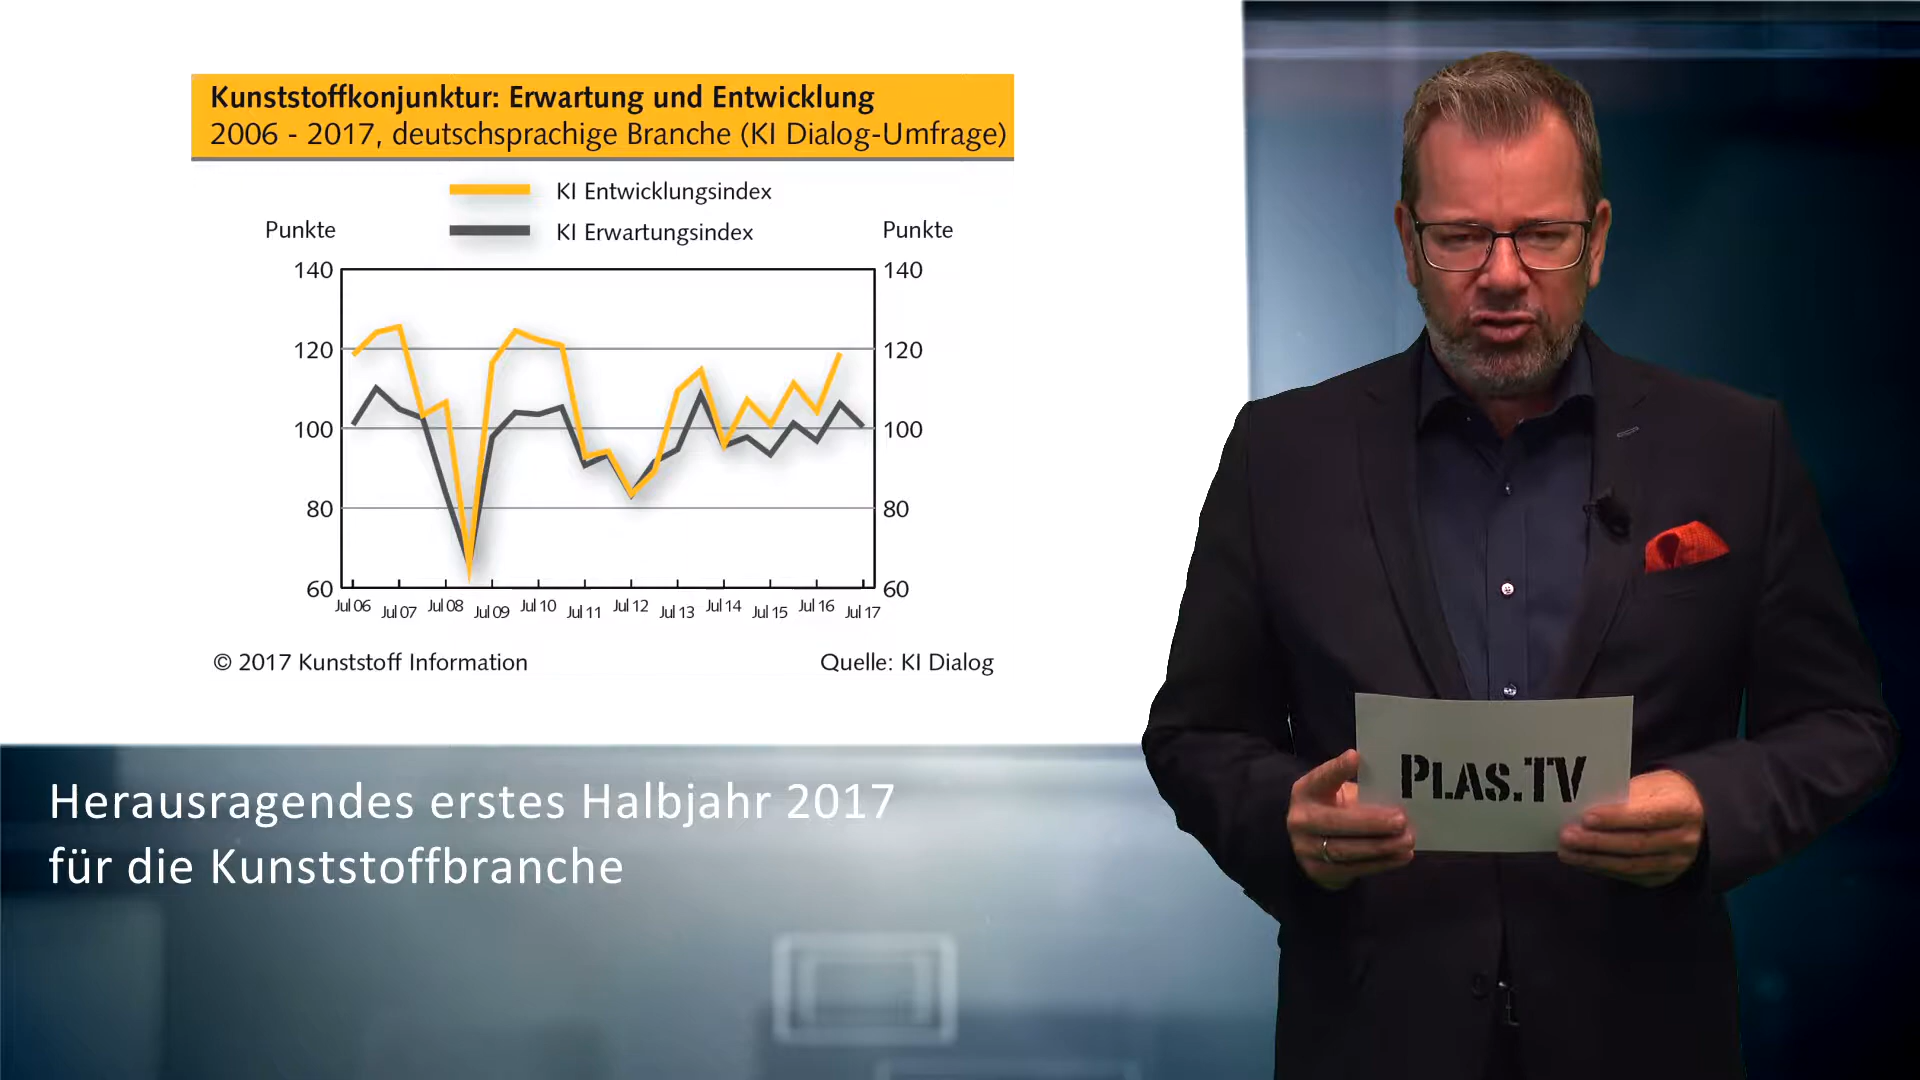 Kunststoffkonjunktur: Erwartung und Entwicklung
2006 - 2017, deutschsprachige Branche (KI Dialog-Umfrage)
KI Entwicklungsindex
Punkte KI Erwartungsindex Punkte
140 140
120 120
100 100
80 80
60 60
Jul 06 Jul 07 Jul 08 Jul 09 Jul 10 Jul 11 Jul 12 Jul 13 Jul 14 Jul 15 Jul 16 Jul 17
© 2017 Kunststoff Information Quelle: KI Dialog
Herausragendes erstes Halbjahr 2017
für die Kunststoffbranche
PLAS.TV